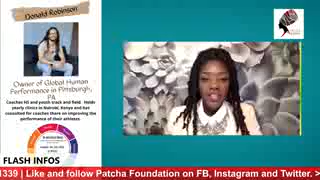 Donald Robinson
Owner of Global Human
Performance in Pittsburgh,
PA
Coaches HS and youth track and field. Holds
yearly clinics in Nairobi, Kenya and has
consulted for coaches there on improving the
performance of their athletes
FLASH INFOS
1339 | Like and follow Patcha Foundation on FB, Instagram and Twitter. >